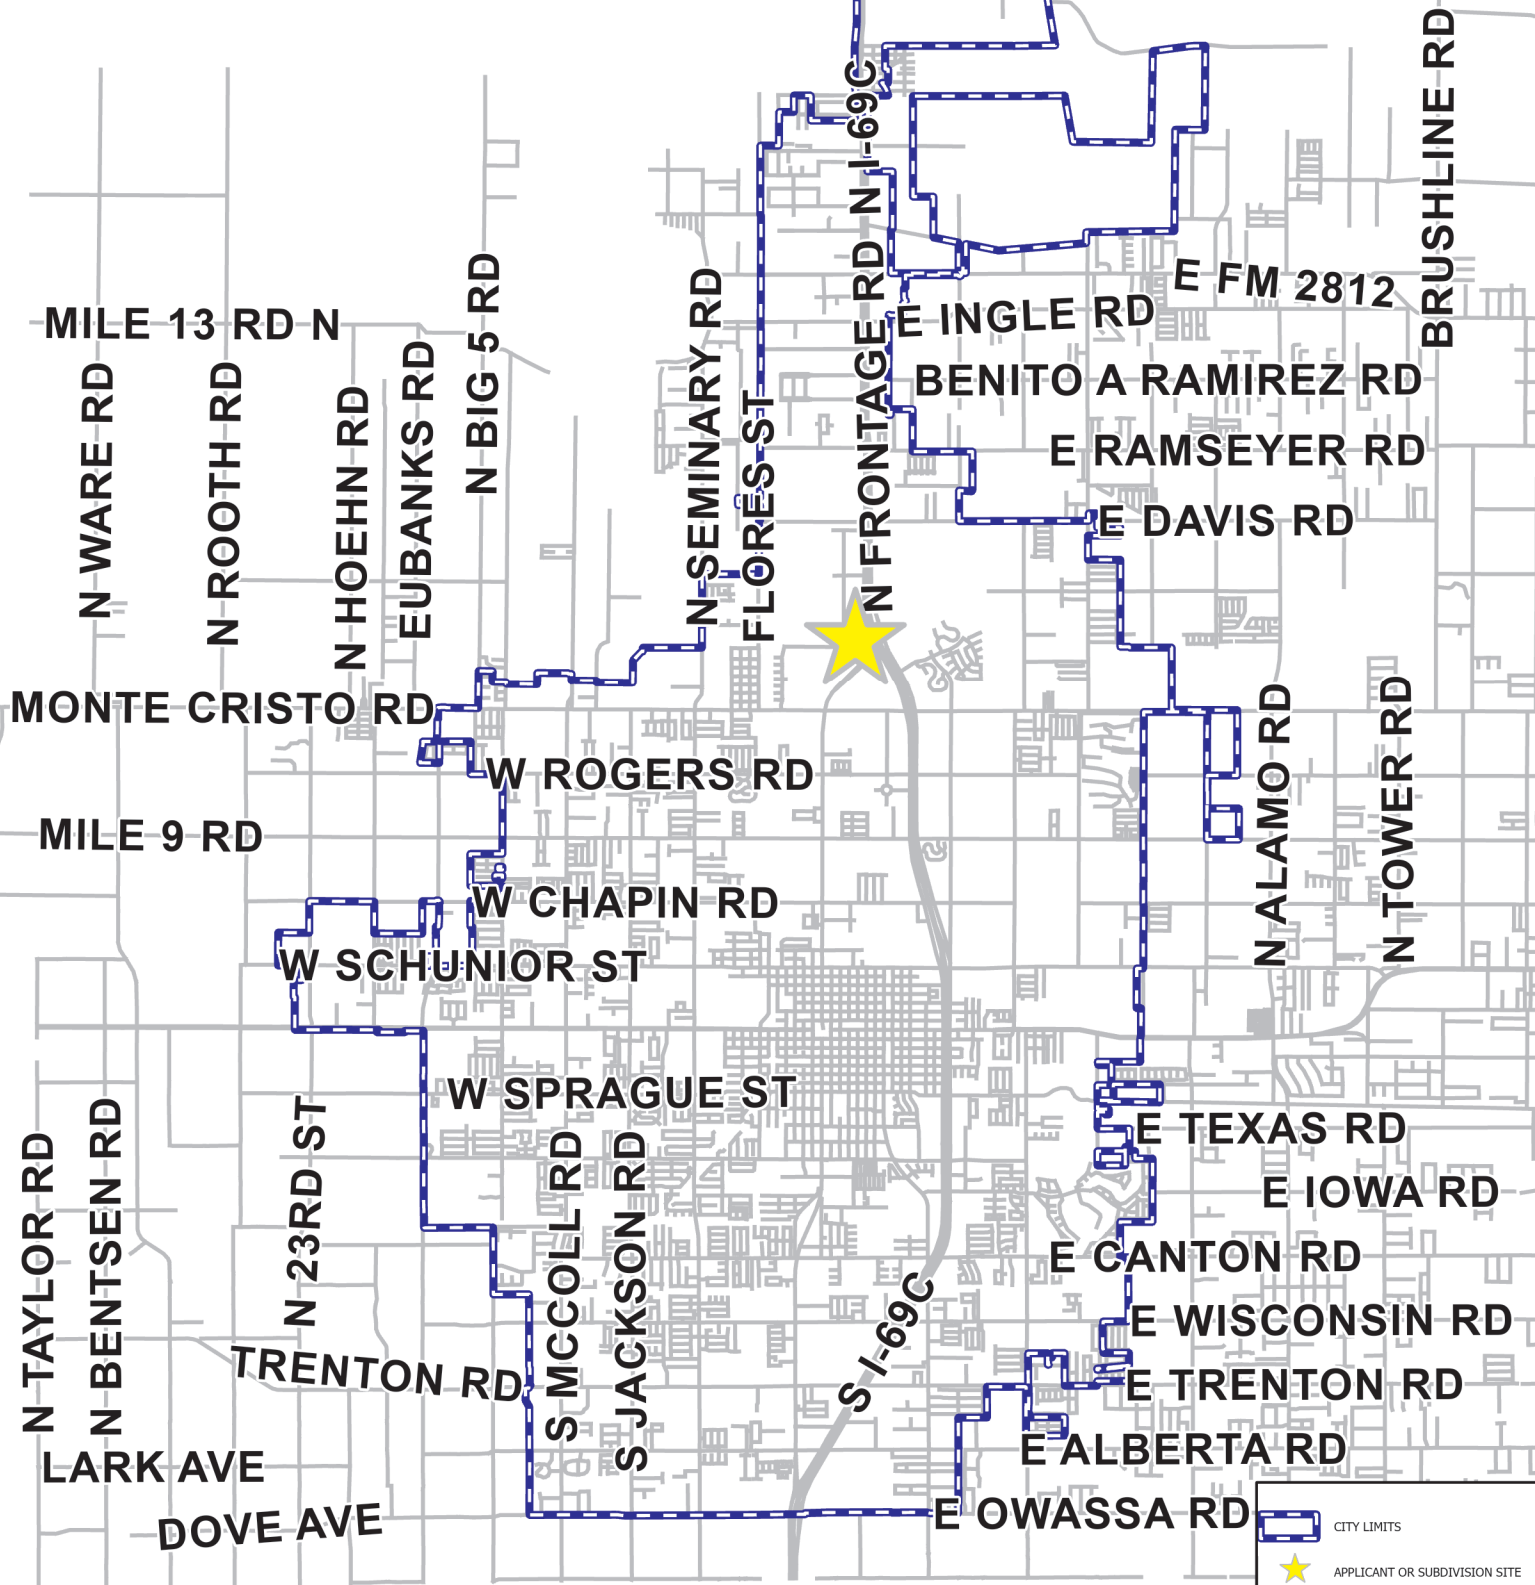 BRUSHLINE RD
N I-69C
E FM 2812
N BIG 5 RD
N SEMINARY RD
N FRONTAGE RD
E INGLE RD
MILE 13 RD N
BENITO A RAMIREZ RD
N WARE RD
N ROOTH RD
N HOEHN RD
EUBANKS RD
FLORES ST
E RAMSEYER RD
E DAVIS RD
MONTE CRISTO RD
N ALAMO RD
N TOWER RD
W ROGERS RD
MILE 9 RD
W CHAPIN RD
W SCHUNIOR ST
W SPRAGUE ST
N TAYLOR RD
N BENTSEN RD
N 23RD ST
S MCCOLL RD
S JACKSON RD
E TEXAS RD
E IOWA RD
E CANTON RD
S I-69C
E WISCONSIN RD
TRENTON RD
E TRENTON RD
E ALBERTA RD
LARK AVE
DOVE AVE
E OWASSA RD
CITY LIMITS
APPLICANT OR SUBDIVISION SITE